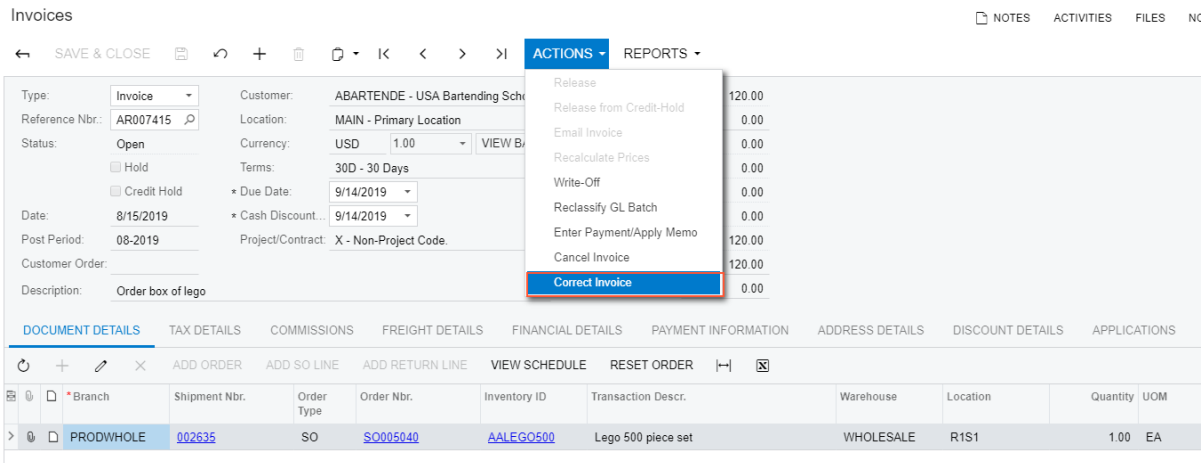 Invoices
NOTES ACTIVITIES FILES
SAVE & CLOSE ACTIONS REPORTS
Release
Release from Credit-Hold
Email Invoice
Recalculate Prices
Write-Off
Reclassify GL Batch
Enter Payment/Apply Memo
Cancel Invoice
Correct Invoice
Type: Invoice Customer: ABARTENDE - USA Bartending 120.00
Reference Nbr.: AR007415 Location: MAIN - Primary Location 0.00
Status: Open Currency: USD 1.00 VIEW 0.00
Hold Terms: 30D - 30 Days 0.00
Credit Hold * Due Date: 9/14/2019 0.00
Date: 8/15/2019 * Cash Discount... 9/14/2019 0.00
Post Period: 08-2019 Project/Contract: X - Non-Project Code. 120.00
Customer Order: 120.00
Description: Order box of lego 0.00
DOCUMENT DETAILS TAX DETAILS COMMISSIONS FREIGHT DETAILS FINANCIAL DETAILS PAYMENT INFORMATION ADDRESS DETAILS DISCOUNT DETAILS APPLICATIONS
ADD ORDER ADD SO LINE ADD RETURN LINE VIEW SCHEDULE RESET ORDER
* Branch Shipment Nbr. Order Type Order Nbr. Inventory ID Transaction Descr. Warehouse Location Quantity UOM
PRODWHOLE 002635 SO SO005040 AALEGO500 Lego 500 piece set WHOLESALE R1S1 1.00 EA